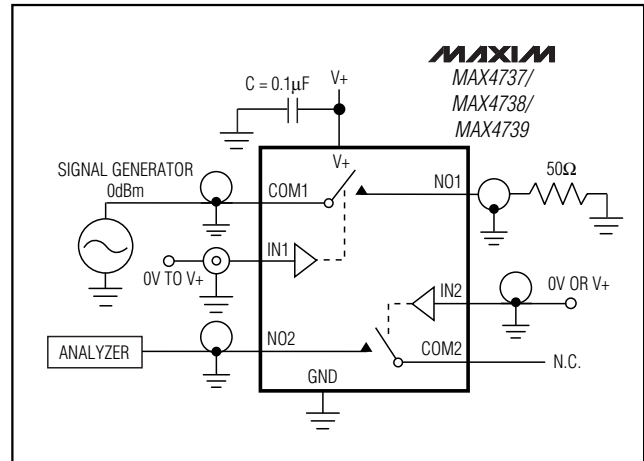 MAXIM
MAX4737/
MAX4738/
MAX4739
V+
C = 0.1µF
V+
SIGNAL GENERATOR
0dBm
COM1
NO1
50Ω
IN1
0V TO V+
IN2
0V OR V+
NO2
ANALYZER
COM2
N.C.
GND